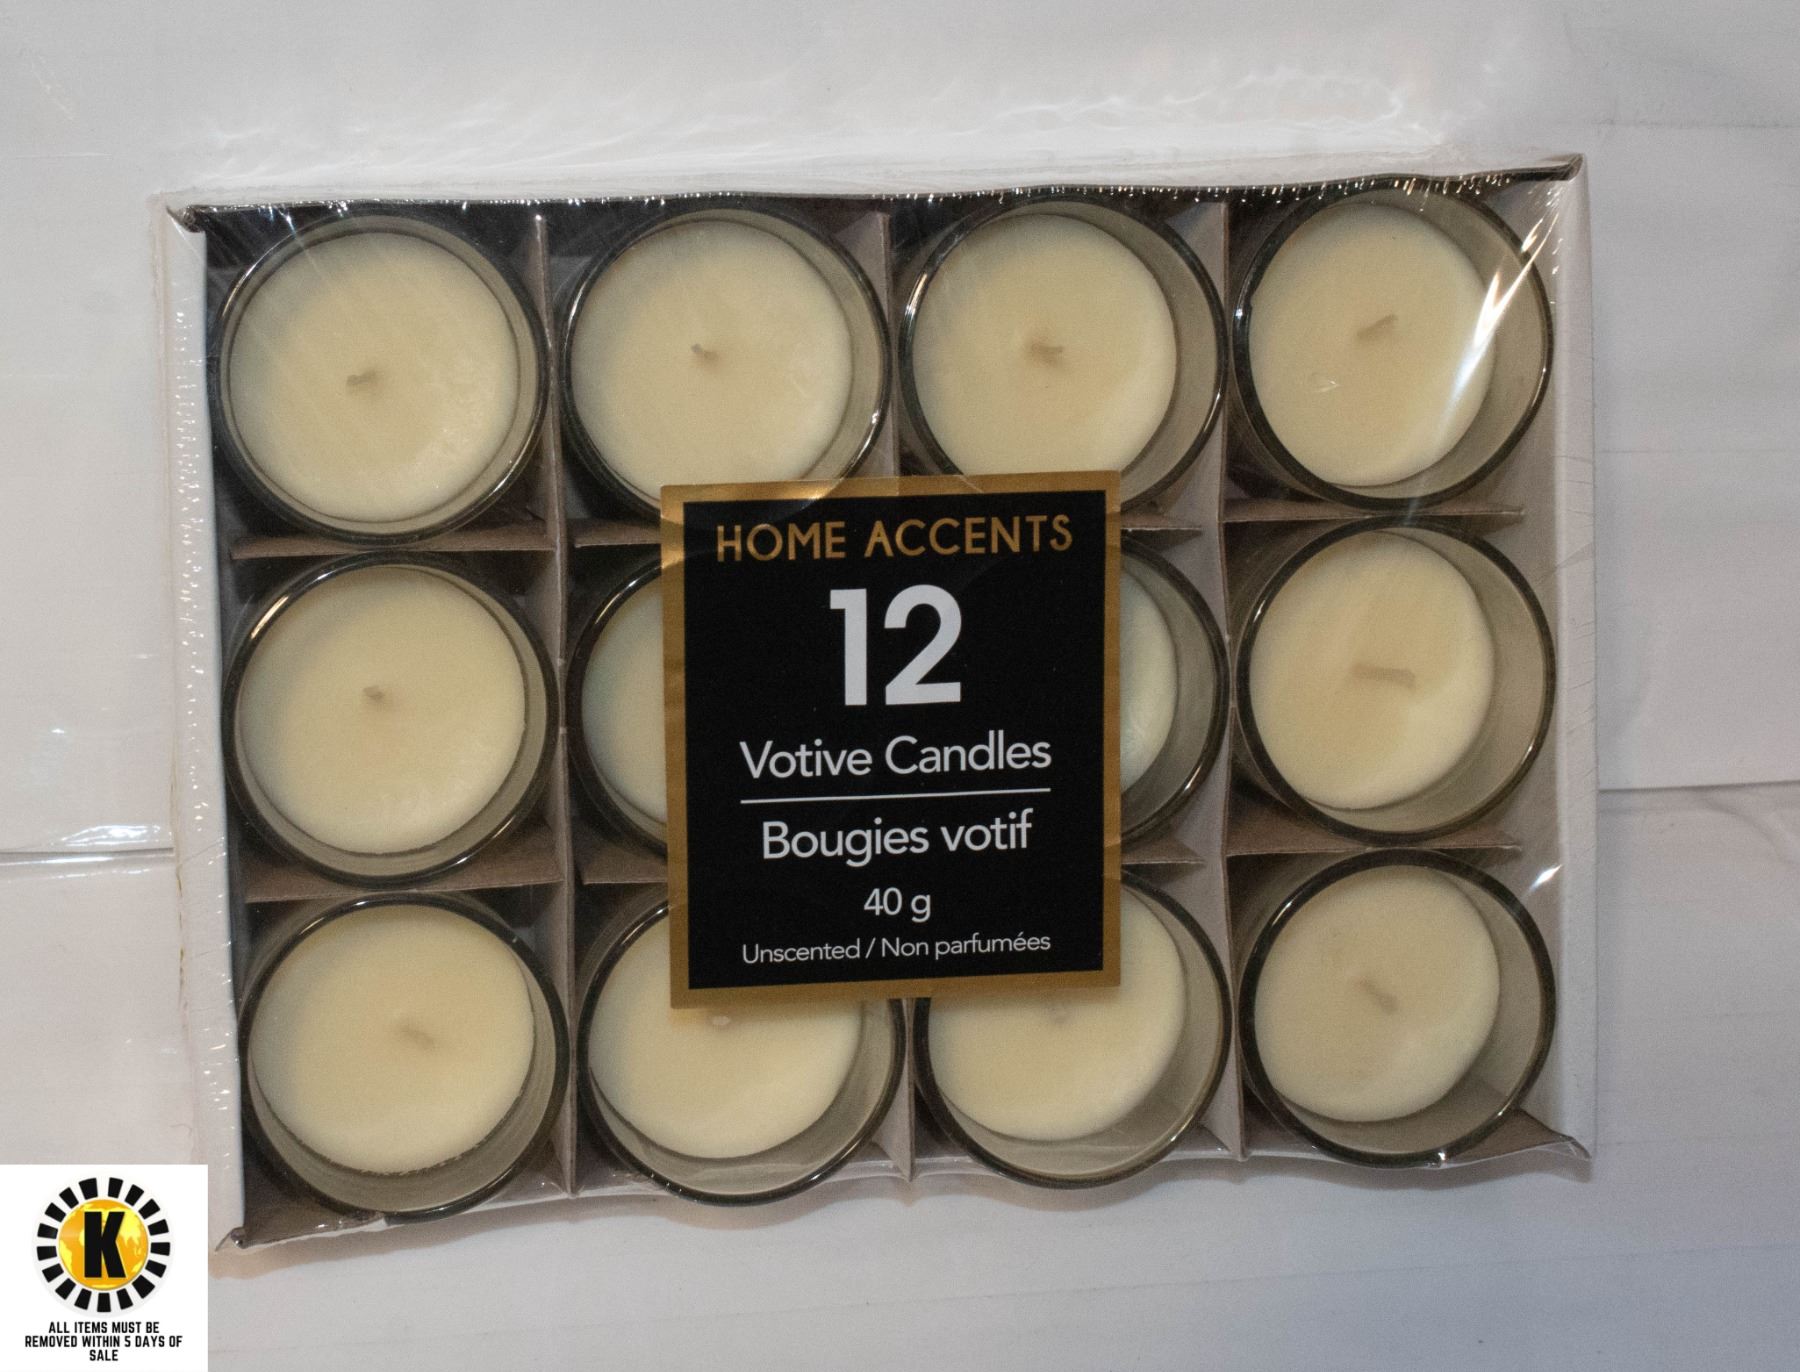 HOME ACCENTS
12
Votive Candles
Bougies votif
40 g
Unscented / Non parfumées
K
ALL ITEMS MUST BE
REMOVED WITHIN 5 DAYS OF
SALE